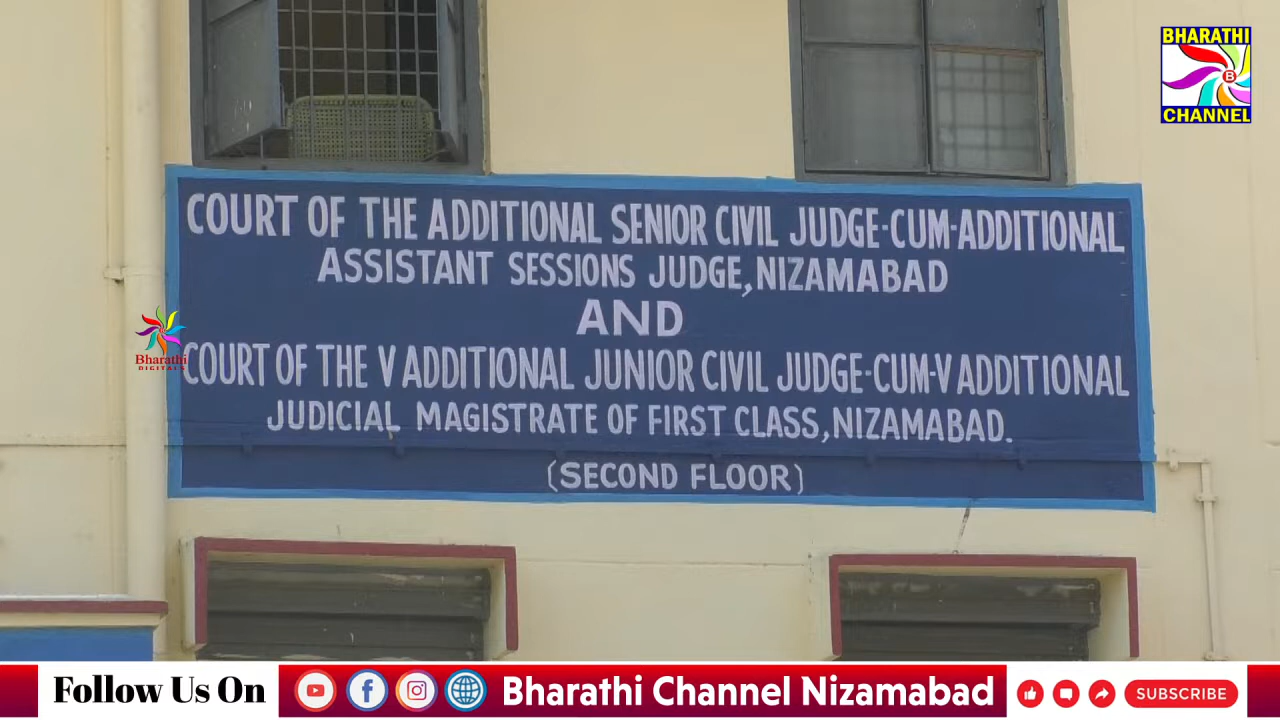 BHARATHI
B
CHANNEL
COURT OF THE ADDITIONAL SENIOR CIVIL JUDGE-CUM-ADDITIONAL
ASSISTANT SESSIONS JUDGE, NIZAMABAD
AND
COURT OF THE V ADDITIONAL JUNIOR CIVIL JUDGE-CUM-V ADDITIONAL
JUDICIAL MAGISTRATE OF FIRST CLASS, NIZAMABAD.
(SECOND FLOOR)
Bharathi
DIGITALS
Follow Us On
Bharathi Channel Nizamabad
SUBSCRIBE